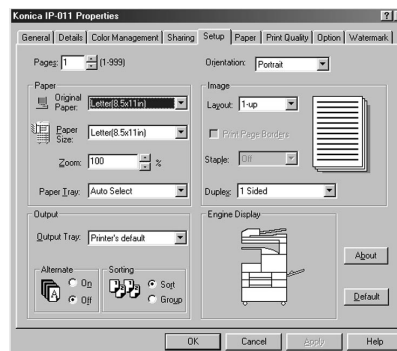 Konica IP-011 Properties
General Details Color Management Sharing Setup Paper Print Quality Option Watermark
Pages: 1 (1-999) Orientation: Portrait
Paper
Original Paper: Letter(8.5x11in)
Paper Size: Letter(8.5x11in)
Zoom: 100 %
Paper Tray: Auto Select
Image
Layout: 1-up
Print Page Borders
Staple: Off
Duplex: 1 Sided
Output
Output Tray: Printer's default
Alternate
On
Off
Sorting
Sort
Group
Engine Display
About
Default
OK Cancel Apply Help